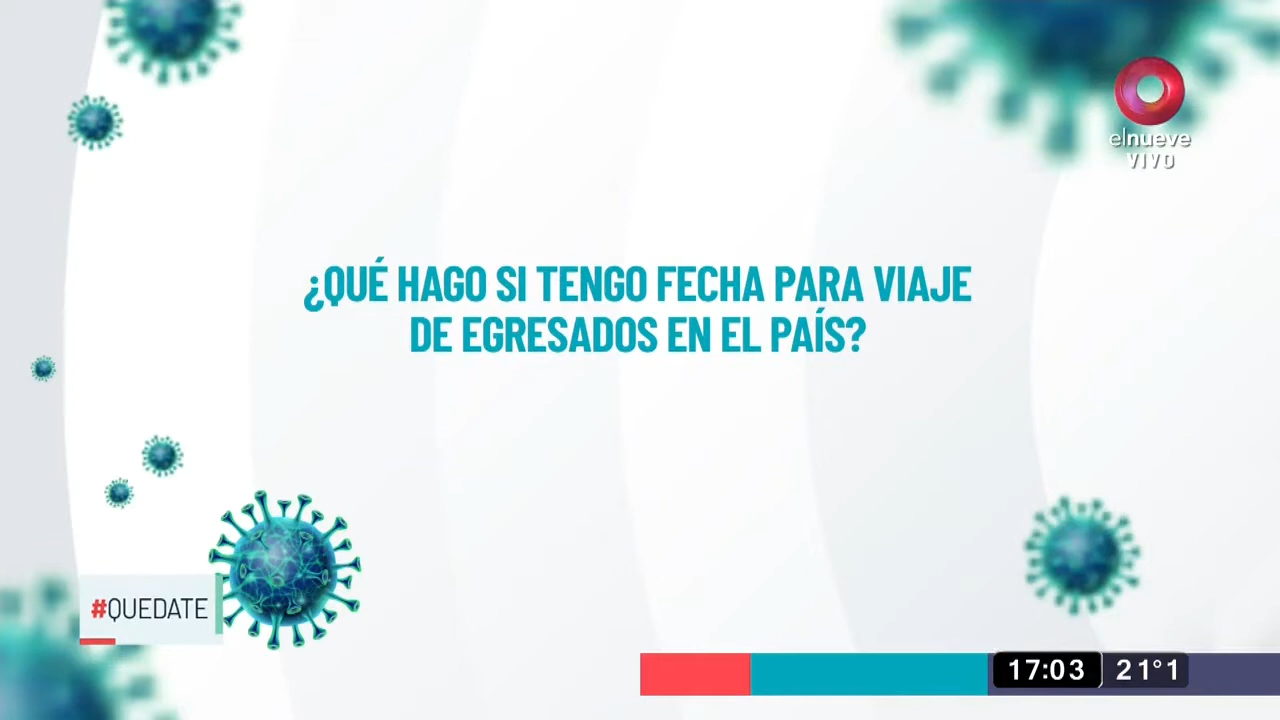 elnueve
VIVO
¿QUÉ HAGO SI TENGO FECHA PARA VIAJE
DE EGRESADOS EN EL PAÍS?
#QUEDATE
17:03 21°1